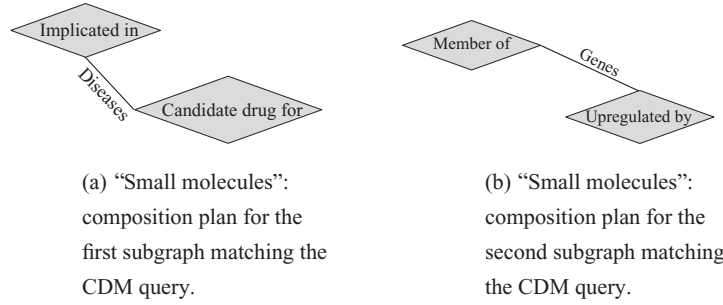 Implicated in
Diseases
Candidate drug for
(a) “Small molecules”:
composition plan for the
first subgraph matching the
CDM query.
Member of
Genes
Upregulated by
(b) “Small molecules”:
composition plan for the
second subgraph matching
the CDM query.